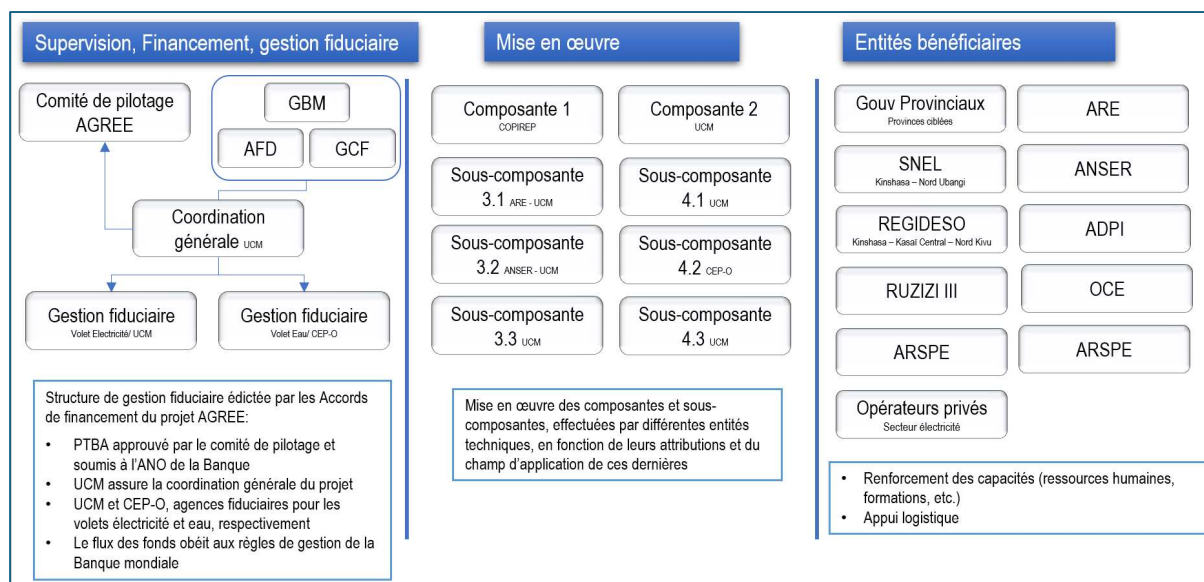 Supervision, Financement, gestion fiduciaire
Comité de pilotage
AGREE
GBM
AFD
GCF
Coordination
générale UCM
Gestion fiduciaire
Volet Electricité/ UCM
Gestion fiduciaire
Volet Eau/ CEP-O
Structure de gestion fiduciaire édictée par les Accords
de financement du projet AGREE:
• PTBA approuvé par le comité de pilotage et
soumis à l'ANO de la Banque
• UCM assure la coordination générale du projet
• UCM et CEP-O, agences fiduciaires pour les
volets électricité et eau, respectivement
• Le flux des fonds obéit aux règles de gestion de la
Banque mondiale
Mise en œuvre
Composante 1
COPIREP
Composante 2
UCM
Sous-composante
3.1 ARE - UCM
Sous-composante
4.1 UCM
Sous-composante
3.2 ANSER - UCM
Sous-composante
4.2 CEP-O
Sous-composante
3.3 UCM
Sous-composante
4.3 UCM
Mise en œuvre des composantes et sous-
composantes, effectuées par différentes entités
techniques, en fonction de leurs attributions et du
champ d'application de ces dernières
Entités bénéficiaires
Gouv Provinciaux
Provinces ciblées
ARE
SNEL
Kinshasa – Nord Ubangi
ANSER
REGIDESO
Kinshasa – Kasaï Central – Nord Kivu
ADPI
RUZIZI III
OCE
ARSPE
ARSPE
Opérateurs privés
Secteur électricité
• Renforcement des capacités (ressources humaines,
formations, etc.)
• Appui logistique